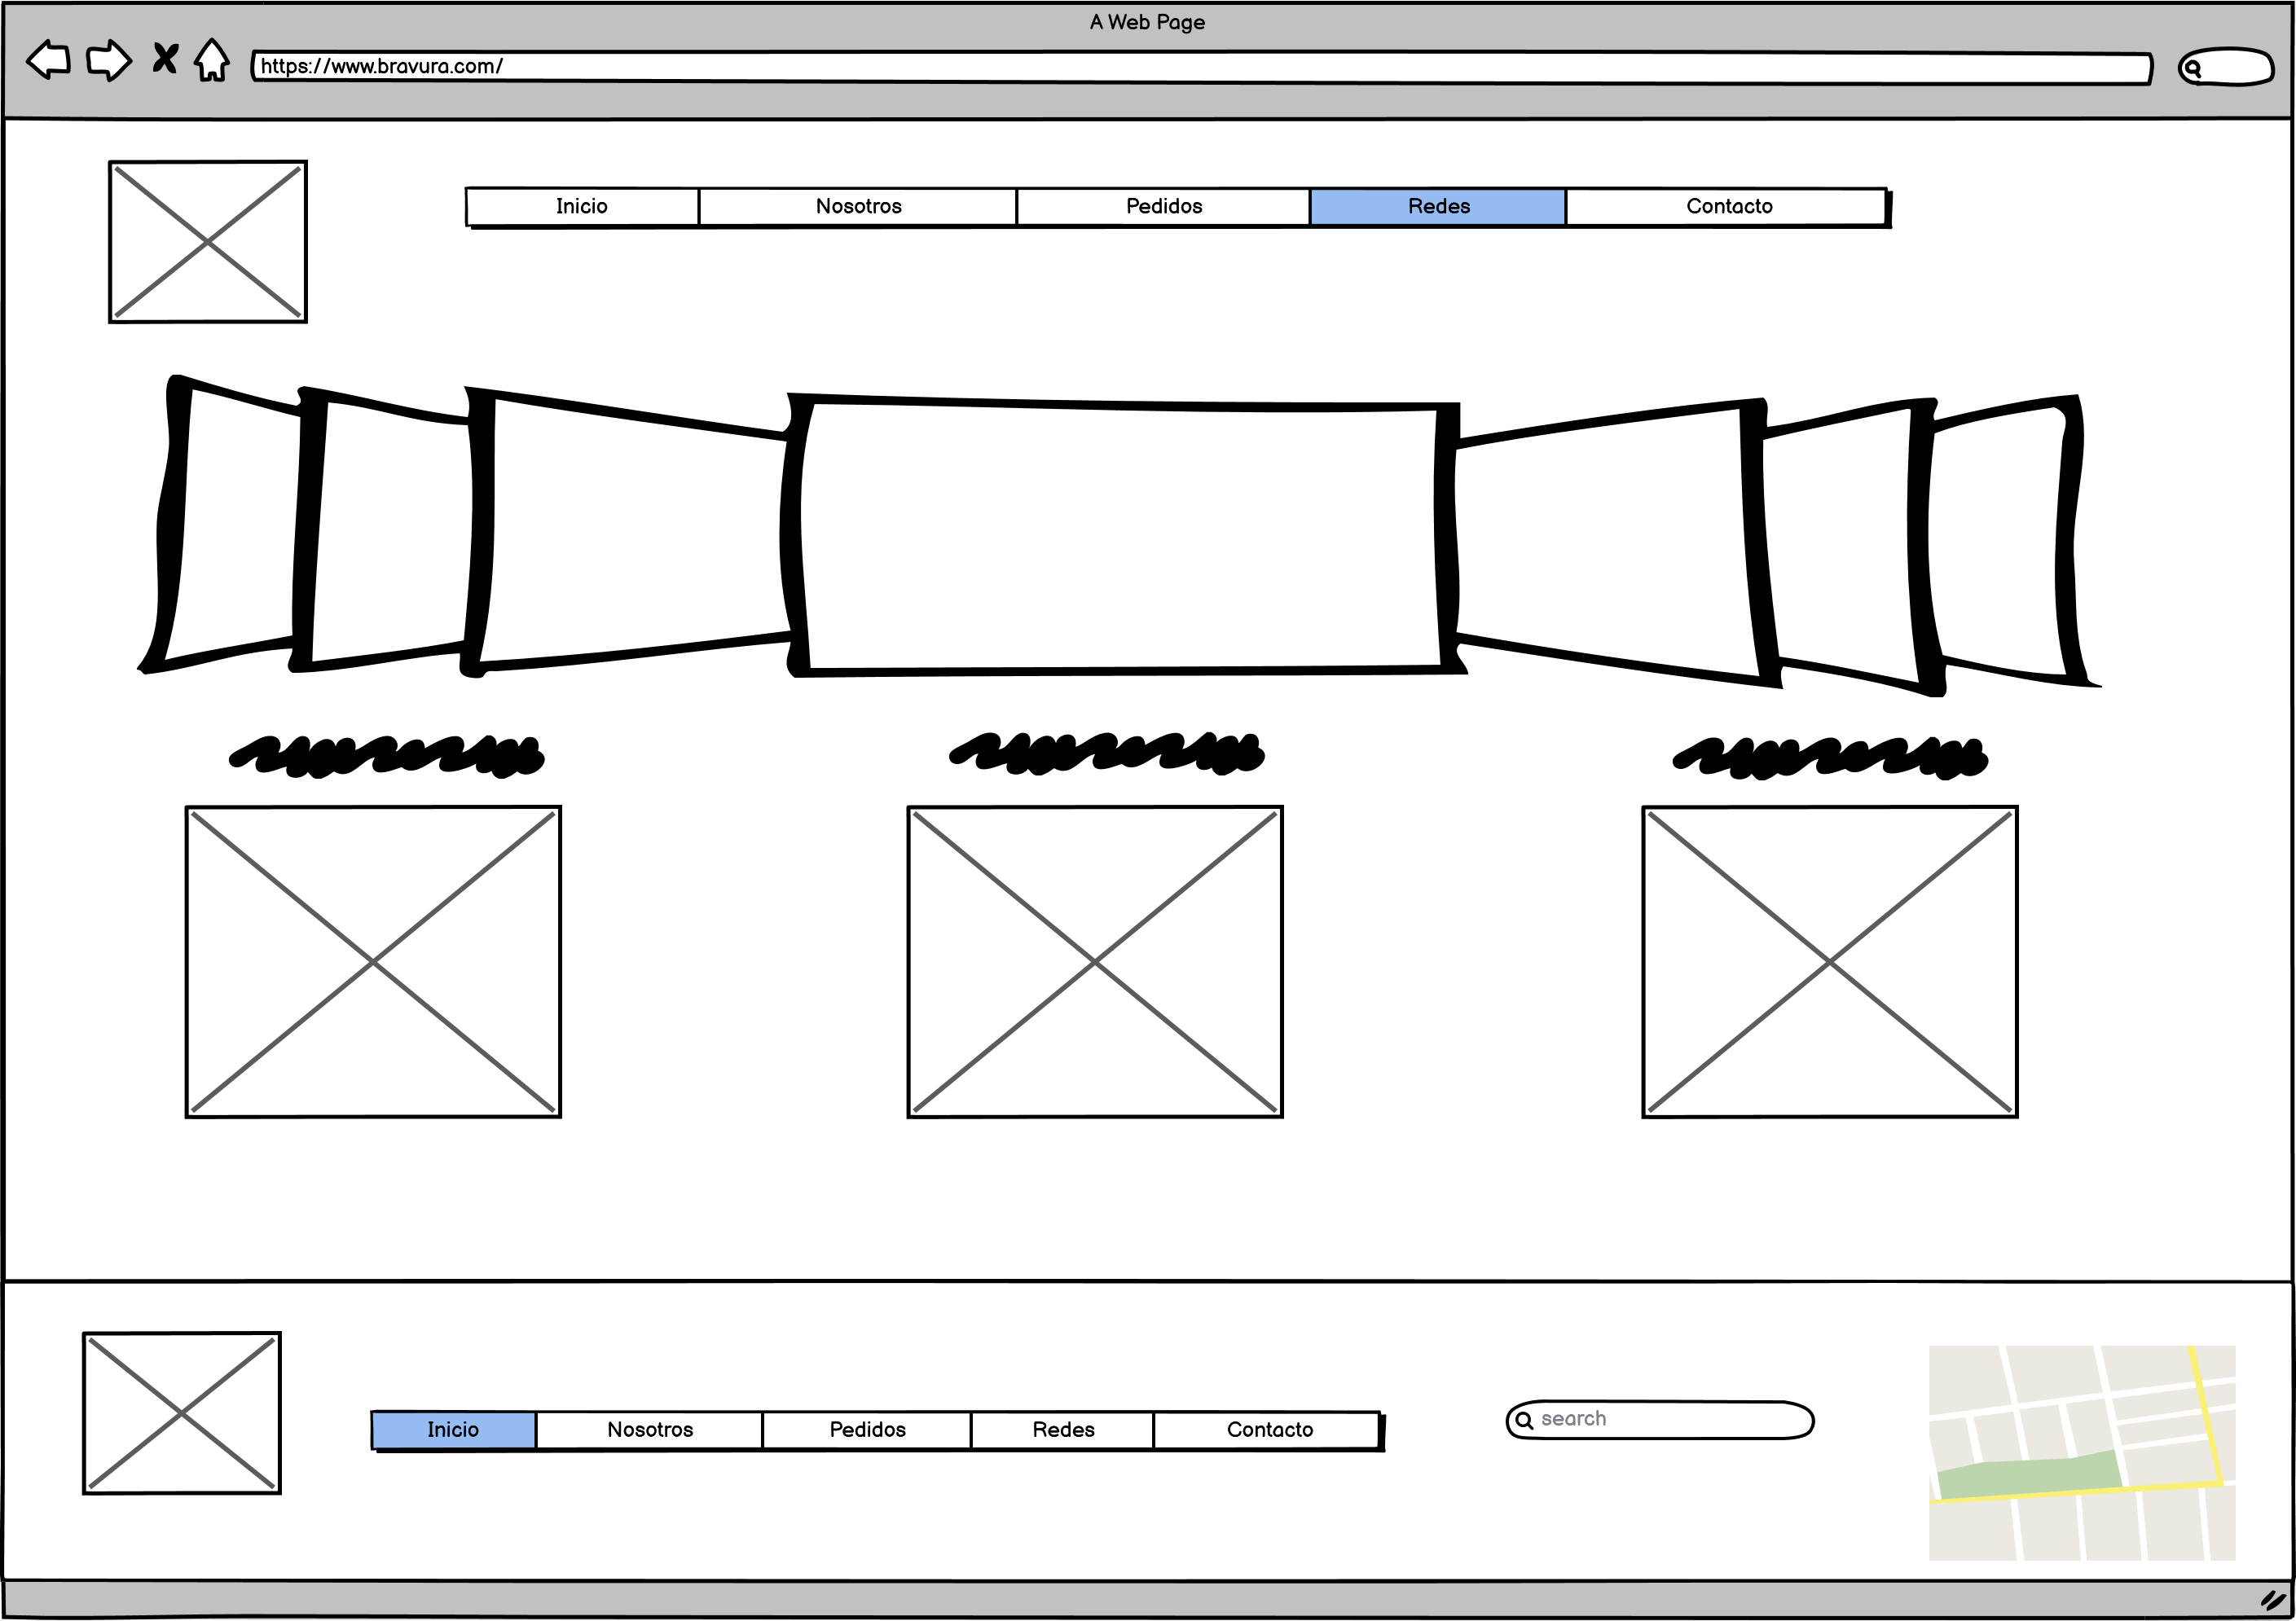 A Web Page
https://www.bravura.com/
Inicio Nosotros Pedidos Redes Contacto
Inicio Nosotros Pedidos Redes Contacto
search